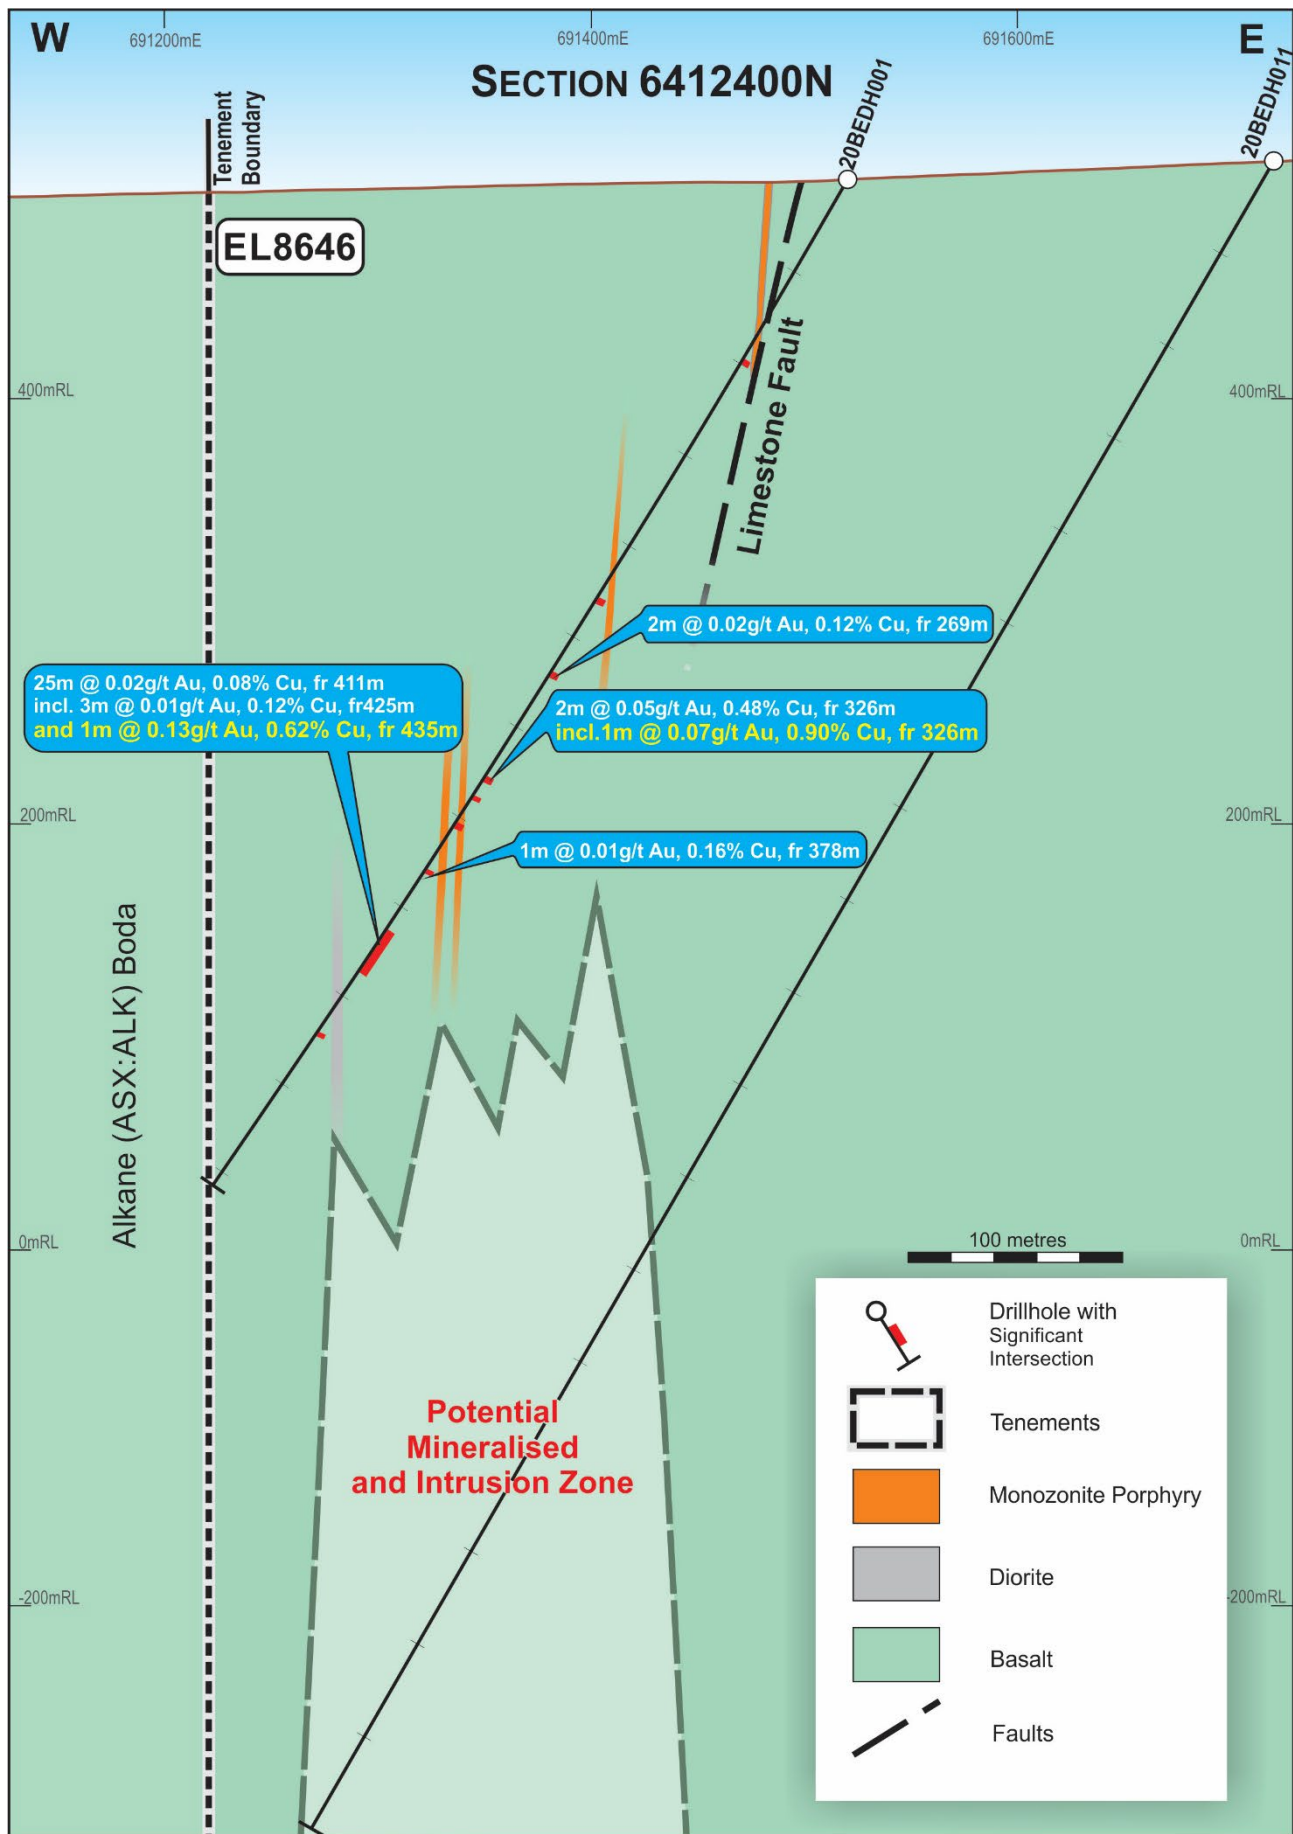 W
691200mE
691400mE
691600mE
E
SECTION 6412400N
20BEDH001
20BEDH011
Tenement
Boundary
EL8646
Limestone Fault
400mRL
400mRL
2m @ 0.02g/t Au, 0.12% Cu, fr 269m
25m @ 0.02g/t Au, 0.08% Cu, fr 411m
incl. 3m @ 0.01g/t Au, 0.12% Cu, fr425m
and 1m @ 0.13g/t Au, 0.62% Cu, fr 435m
2m @ 0.05g/t Au, 0.48% Cu, fr 326m
incl.1m @ 0.07g/t Au, 0.90% Cu, fr 326m
200mRL
200mRL
1m @ 0.01g/t Au, 0.16% Cu, fr 378m
Alkane (ASX:ALK) Boda
0mRL
0mRL
100 metres
Drillhole with
Significant
Intersection
Tenements
Monozonite Porphyry
Diorite
Basalt
Faults
Potential
Mineralised
and Intrusion Zone
-200mRL
-200mRL